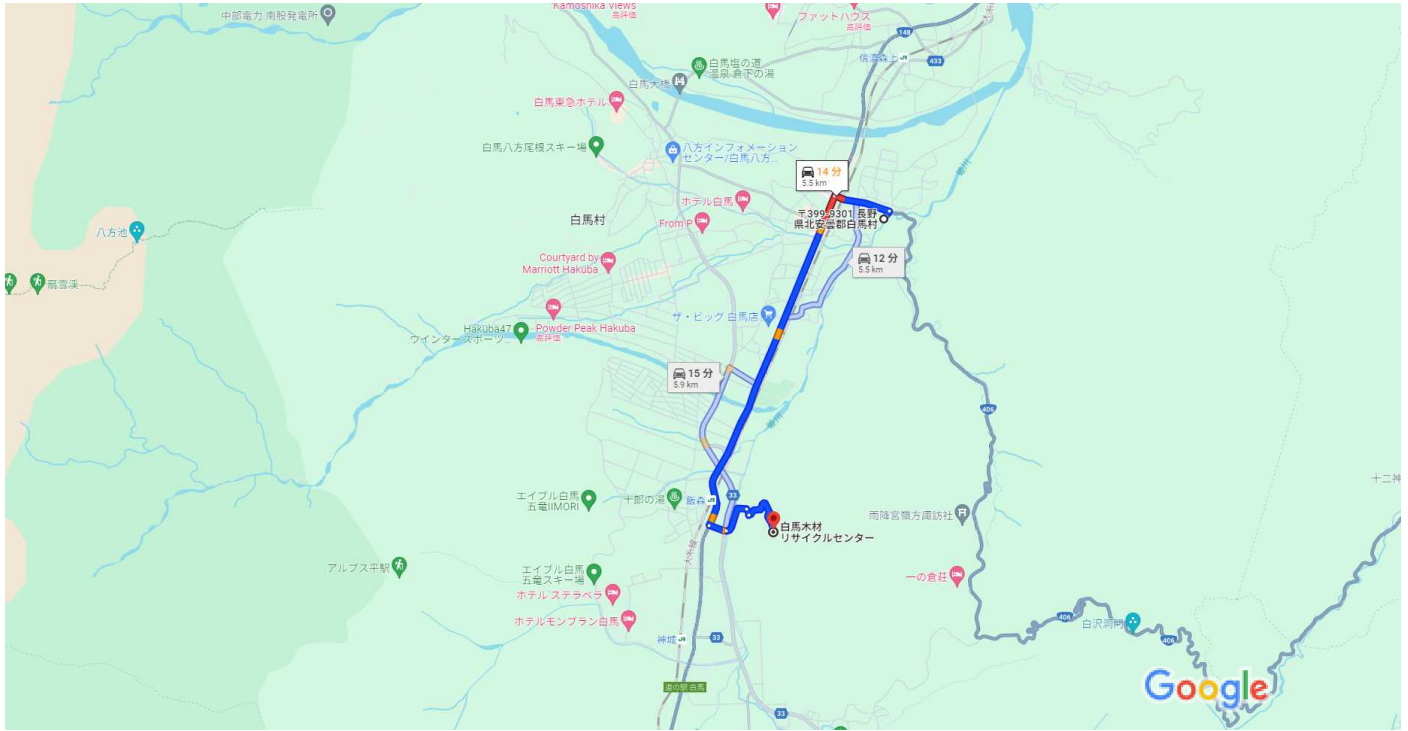 中部電力 南股発電所
Kamoshika Views
高評価
ファットハウス
高評価
148
信濃森上
JR
433
白馬塩の道
温泉 倉下の湯
白馬大橋
白馬東急ホテル
白馬八方尾根スキー場
八方インフォメーション
センター/白馬八方...
14 分
5.5 km
ホテル白馬
〒399-9301 長野
県北安曇郡白馬村
白馬村
From P
八方池
扇雪渓
Courtyard by
Marriott Hakuba
12 分
5.5 km
Powder Peak Hakuba
高評価
Hakuba47
ウインタースポーツ...
ザ・ビッグ 白馬店
15 分
5.9 km
406
エイブル白馬
五竜IIMORI
十郎の湯
飯森
JR
33
大糸線
白馬木材
リサイクルセンター
雨降宮嶺方諏訪社
十二神
アルプス平駅
エイブル白馬
五竜スキー場
ホテル ステラベラ
ホテルモンブラン白馬
一の倉荘
神城
JR
33
406
白沢洞門
406
道の駅 白馬
33
406
Google